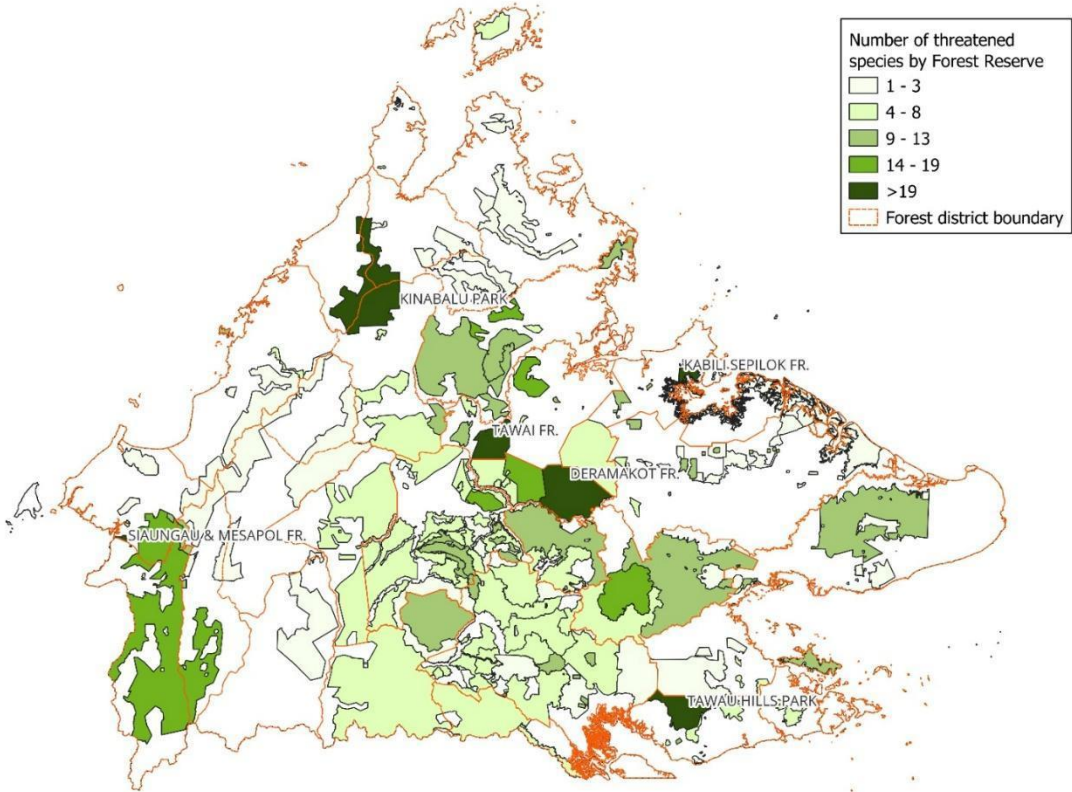 Number of threatened
species by Forest Reserve
1 - 3
4 - 8
9 - 13
14 - 19
>19
Forest district boundary
KINABALU PARK
KABILI SEPILOK FR.
TAWAI FR.
DERAMAKOT FR.
SIAUNGAU & MESAPOL FR.
TAWAU HILLS PARK